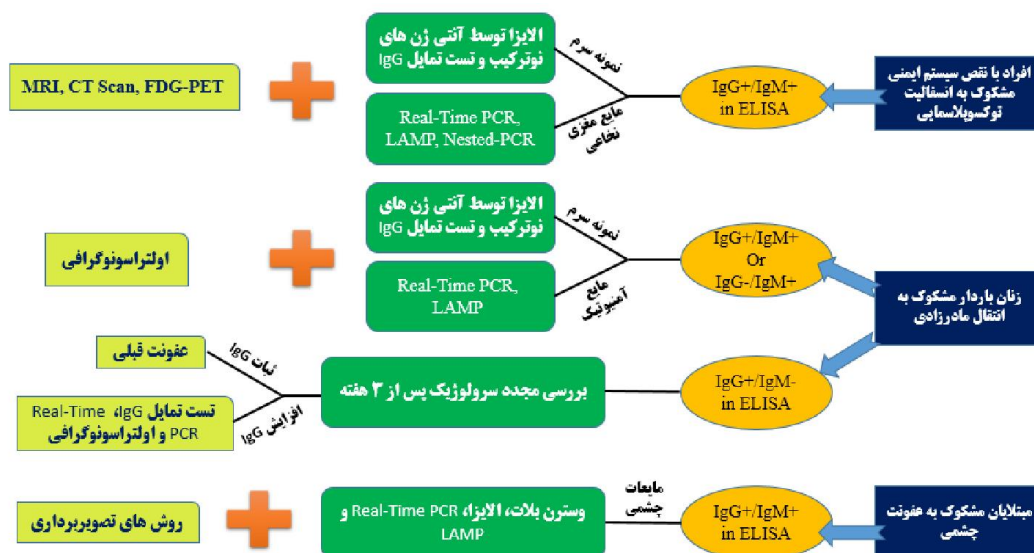 افراد با نقص سیستم ایمنی
مشکوک به انسفالیت
توکسوپلاسمایی
IgG+/IgM+
in ELISA
نمونه سرم
مایع مغزی
نخاعی
الایزا توسط آنتی ژن های
نوترکیب و تست تمایل IgG
Real-Time PCR,
LAMP, Nested-PCR
MRI, CT Scan, FDG-PET
زنان باردار مشکوک به
انتقال مادرزادی
IgG+/IgM+
Or
IgG-/IgM+
نمونه سرم
مایع
آمنیوتیک
الایزا توسط آنتی ژن های
نوترکیب و تست تمایل IgG
Real-Time PCR,
LAMP
اولتراسونوگرافی
IgG+/IgM-
in ELISA
بررسی مجدد سرولوژیک پس از ۳ هفته
ثبات IgG
افزایش IgG
عفونت قبلی
تست تمایل IgG، Real-Time
PCR و اولتراسونوگرافی
مبتلایان مشکوک به عفونت
چشمی
IgG+/IgM+
in ELISA
مایعات
چشمی
وسترن بلات، الایزا، Real-Time PCR و
LAMP
روش های تصویربرداری